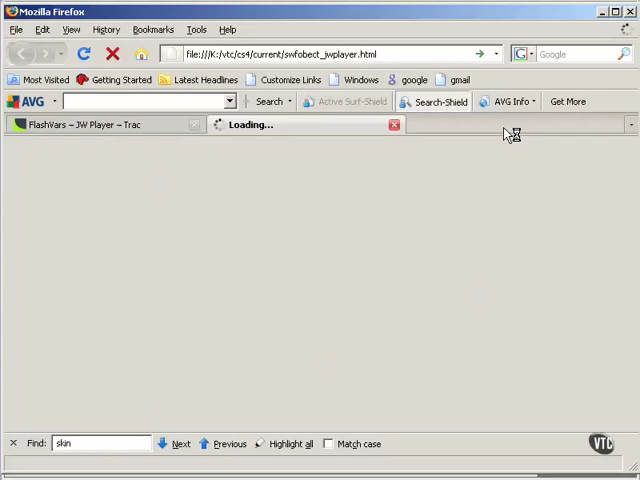 Mozilla Firefox
File Edit View History Bookmarks Tools Help
file:///K:/vtc/cs4/current/swfobect_jwplayer.html G Google
Most Visited Getting Started Latest Headlines Customize Links Windows google gmail
AVG Search Active Surf-Shield Search-Shield AVG Info Get More
FlashVars – JW Player – Trac Loading...
Find: skin Next Previous Highlight all Match case
VTC